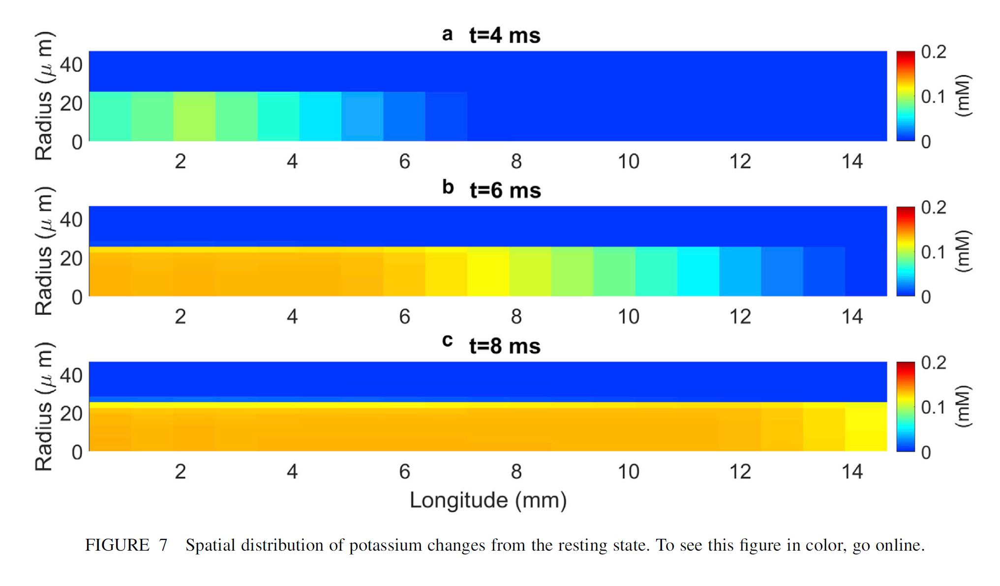 a t=4 ms
Radius (μ m)
40
20
0
2 4 6 8 10 12 14
0.2
0.1
0
(mM)
b t=6 ms
Radius (μ m)
40
20
0
2 4 6 8 10 12 14
0.2
0.1
0
(mM)
c t=8 ms
Radius (μ m)
40
20
0
2 4 6 8 10 12 14
0.2
0.1
0
(mM)
Longitude (mm)
FIGURE 7 Spatial distribution of potassium changes from the resting state. To see this figure in color, go online.